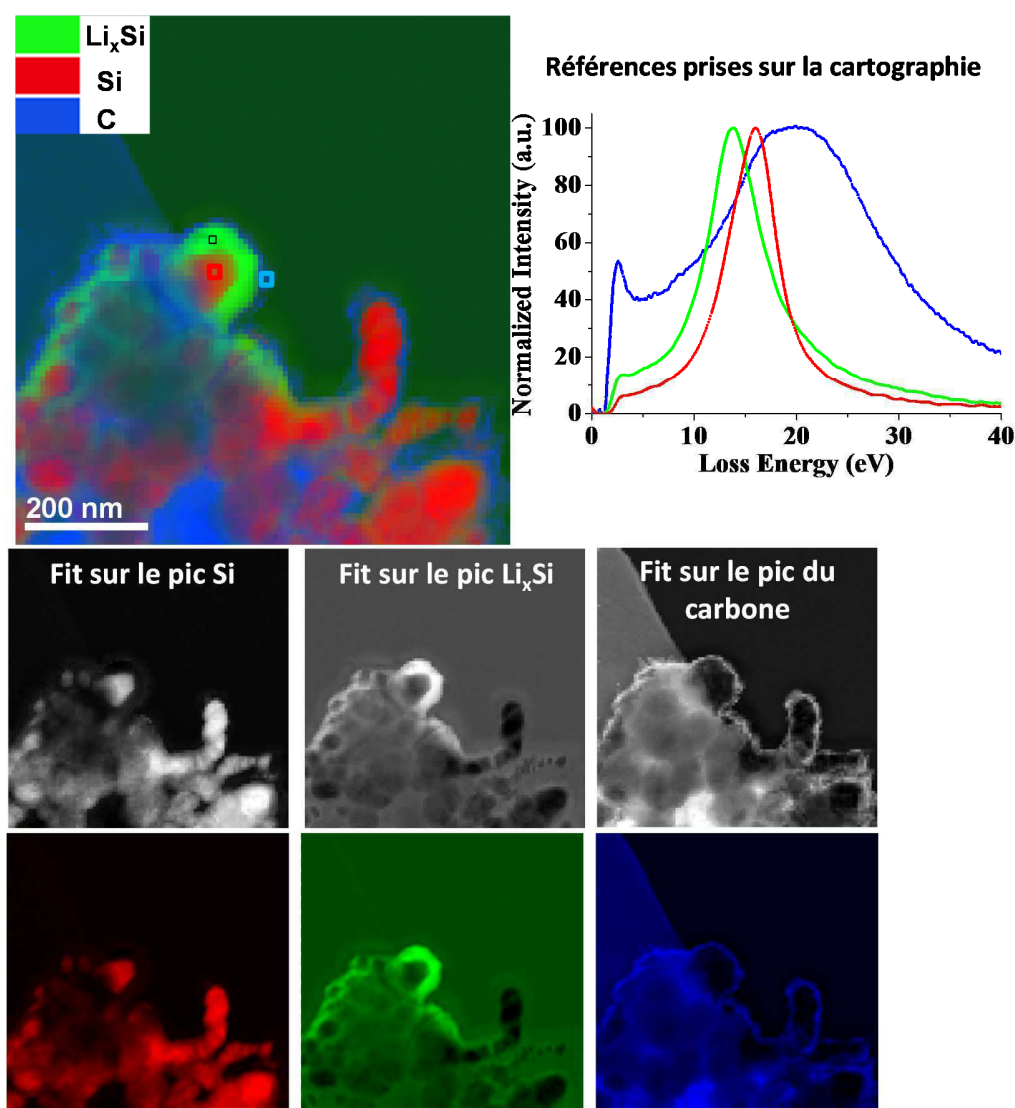 LiₓSi
Si
C
200 nm
Références prises sur la cartographie
Normalized Intensity (a.u.)
100
80
60
40
20
0
0 10 20 30 40
Loss Energy (eV)
Fit sur le pic Si
Fit sur le pic LiₓSi
Fit sur le pic du
carbone